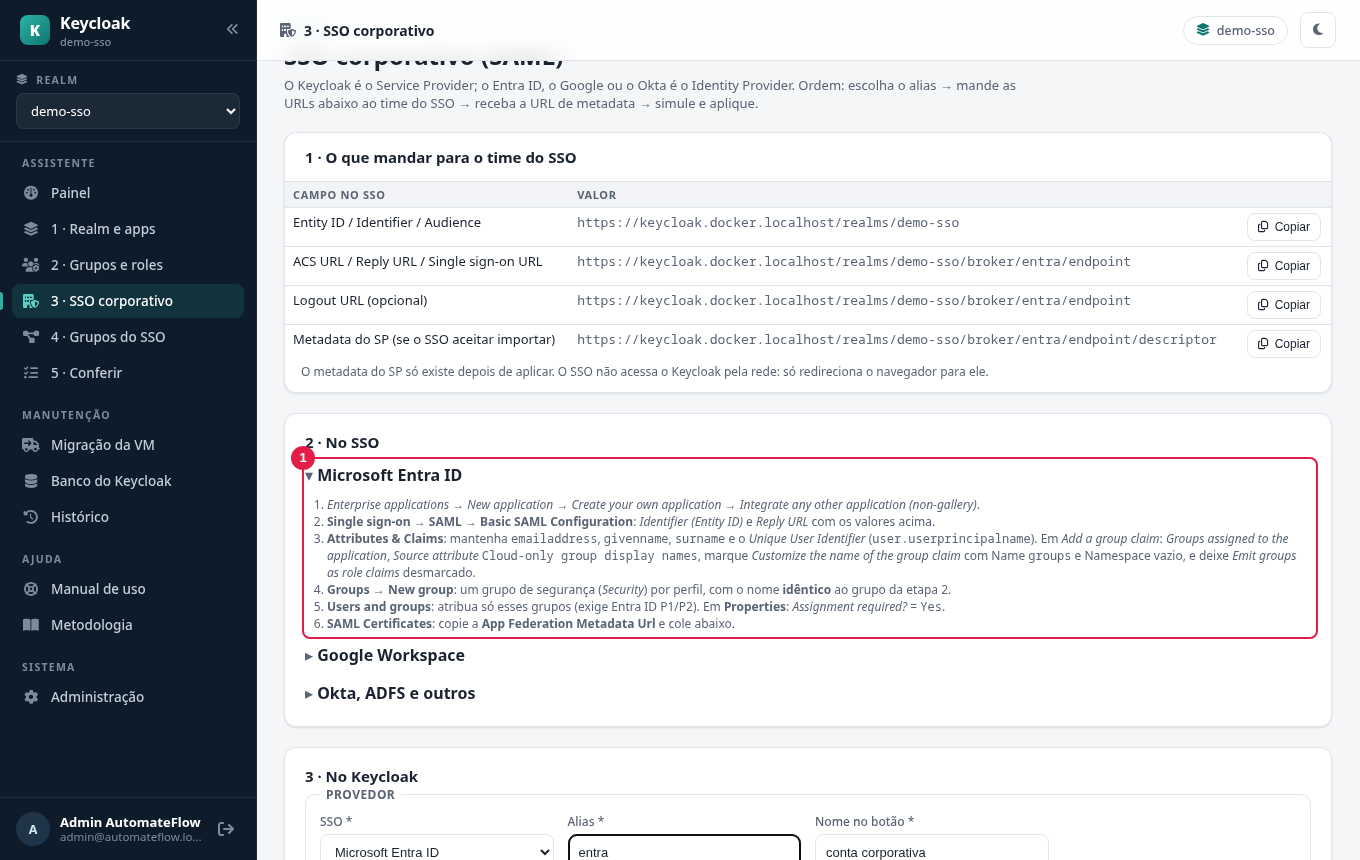 K
Keycloak
demo-sso
REALM
demo-sso
ASSISTENTE
Painel
1 · Realm e apps
2 · Grupos e roles
3 · SSO corporativo
4 · Grupos do SSO
5 · Conferir
MANUTENÇÃO
Migração da VM
Banco do Keycloak
Histórico
AJUDA
Manual de uso
Metodologia
SISTEMA
Administração
A
Admin AutomateFlow
admin@automateflow.lo...
3 · SSO corporativo
demo-sso
SSO corporativo (SAML)
O Keycloak é o Service Provider; o Entra ID, o Google ou o Okta é o Identity Provider. Ordem: escolha o alias → mande as
URLs abaixo ao time do SSO → receba a URL de metadata → simule e aplique.
1 · O que mandar para o time do SSO
CAMPO NO SSO VALOR
Entity ID / Identifier / Audience https://keycloak.docker.localhost/realms/demo-sso Copiar
ACS URL / Reply URL / Single sign-on URL https://keycloak.docker.localhost/realms/demo-sso/broker/entra/endpoint Copiar
Logout URL (opcional) https://keycloak.docker.localhost/realms/demo-sso/broker/entra/endpoint Copiar
Metadata do SP (se o SSO aceitar importar) https://keycloak.docker.localhost/realms/demo-sso/broker/entra/endpoint/descriptor Copiar
O metadata do SP só existe depois de aplicar. O SSO não acessa o Keycloak pela rede: só redireciona o navegador para ele.
2 · No SSO
1
▾ Microsoft Entra ID
1. Enterprise applications → New application → Create your own application → Integrate any other application (non-gallery).
2. Single sign-on → SAML → Basic SAML Configuration: Identifier (Entity ID) e Reply URL com os valores acima.
3. Attributes & Claims: mantenha emailaddress, givenname, surname e o Unique User Identifier (user.userprincipalname). Em Add a group claim: Groups assigned to the
application, Source attribute Cloud-only group display names, marque Customize the name of the group claim com Name groups e Namespace vazio, e deixe Emit groups
as role claims desmarcado.
4. Groups → New group: um grupo de segurança (Security) por perfil, com o nome idêntico ao grupo da etapa 2.
5. Users and groups: atribua só esses grupos (exige Entra ID P1/P2). Em Properties: Assignment required? = Yes.
6. SAML Certificates: copie a App Federation Metadata Url e cole abaixo.
▸ Google Workspace
▸ Okta, ADFS e outros
3 · No Keycloak
PROVEDOR
SSO * Alias * Nome no botão *
Microsoft Entra ID entra conta corporativa